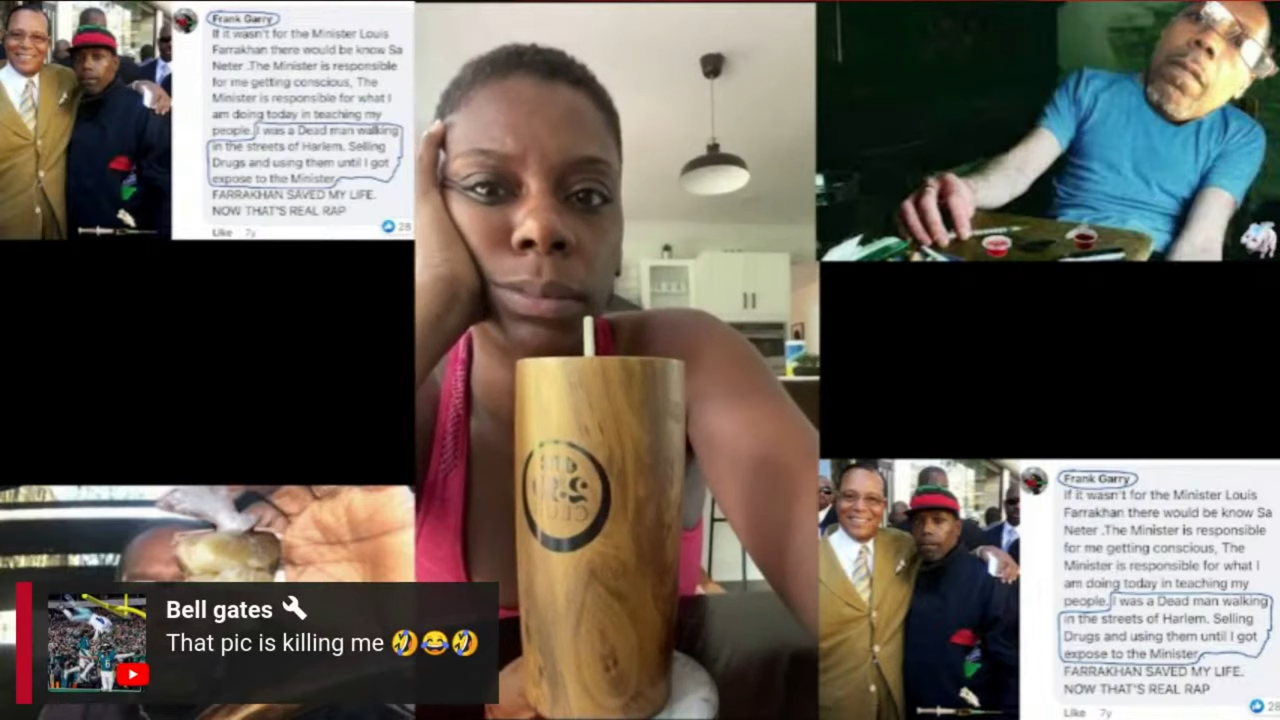 Frank Garry
If it wasn't for the Minister Louis
Farrakhan there would be know Sa
Neter .The Minister is responsible
for me getting conscious, The
Minister is responsible for what I
am doing today in teaching my
people. I was a Dead man walking
in the streets of Harlem. Selling
Drugs and using them until I got
expose to the Minister
FARRAKHAN SAVED MY LIFE.
NOW THAT'S REAL RAP
Like 7y
28
Bell gates 🔧
That pic is killing me 🤣😂🤣
Frank Garry
If it wasn't for the Minister Louis
Farrakhan there would be know Sa
Neter .The Minister is responsible
for me getting conscious, The
Minister is responsible for what I
am doing today in teaching my
people. I was a Dead man walking
in the streets of Harlem. Selling
Drugs and using them until I got
expose to the Minister
FARRAKHAN SAVED MY LIFE.
NOW THAT'S REAL RAP
Like 7y
28